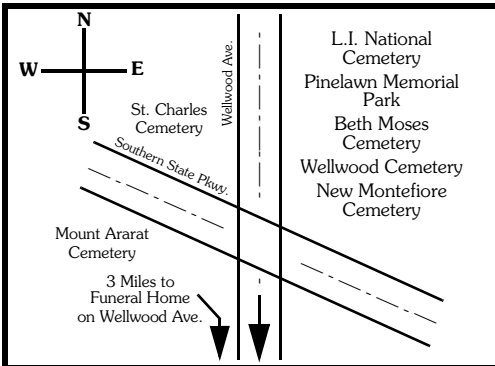 N
W
E
S
Wellwood Ave.
St. Charles
Cemetery
Southern State Pkwy.
L.I. National
Cemetery
Pinelawn Memorial
Park
Beth Moses
Cemetery
Wellwood Cemetery
New Montefiore
Cemetery
Mount Ararat
Cemetery
3 Miles to
Funeral Home
on Wellwood Ave.